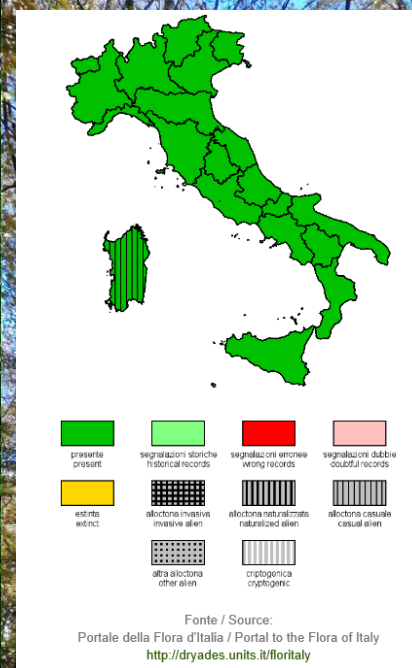 presente
present
segnalazioni storiche
historical records
segnalazioni erronee
wrong records
segnalazioni dubbie
doubtful records
estinta
extinct
alloctona invasiva
invasive alien
alloctona naturalizzata
naturalized alien
alloctona casuale
casual alien
altra alloctona
other alien
criptogenica
cryptogenic
Fonte / Source:
Portale della Flora d'Italia / Portal to the Flora of Italy
http://dryades.units.it/floritaly